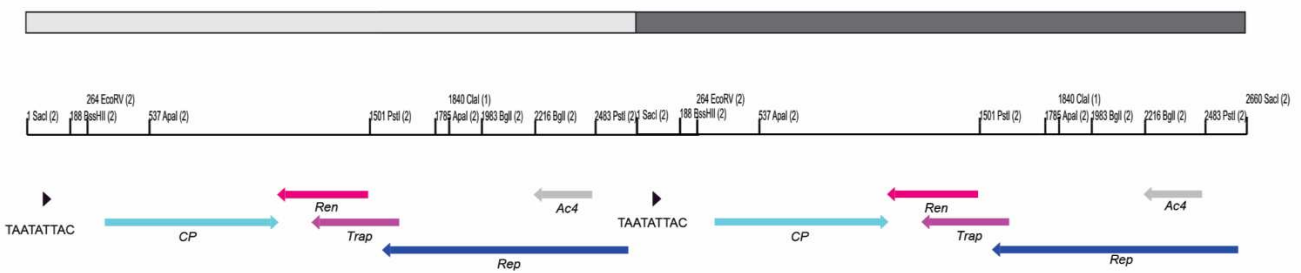 264 EcoRV (2) 1840 ClaI (1) 264 EcoRV (2) 1840 ClaI (1) 2660 SacI (2)
1 SacI (2) 188 BssHII (2) 537 ApaI (2) 1501 PstI (2) 1785 ApaI (2) 1983 BglI (2) 2216 BglI (2) 2483 PstI (2) 1 SacI (2) 188 BssHII (2) 537 ApaI (2) 1501 PstI (2) 1785 ApaI (2) 1983 BglI (2) 2216 BglI (2) 2483 PstI (2)
Ren Ac4 Ren Ac4
TAATATTAC CP Trap TAATATTAC CP Trap
Rep Rep